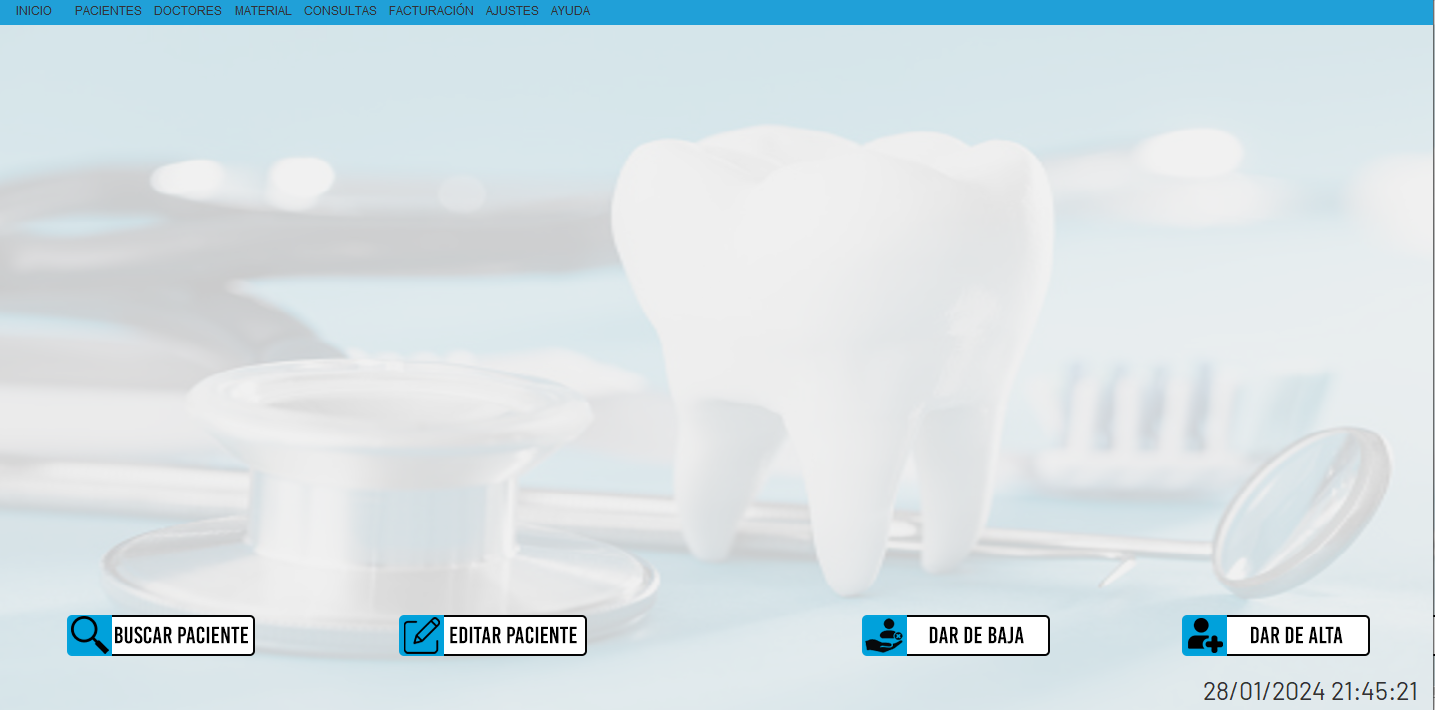 INICIO PACIENTES DOCTORES MATERIAL CONSULTAS FACTURACIÓN AJUSTES AYUDA
BUSCAR PACIENTE EDITAR PACIENTE DAR DE BAJA DAR DE ALTA
28/01/2024 21:45:21